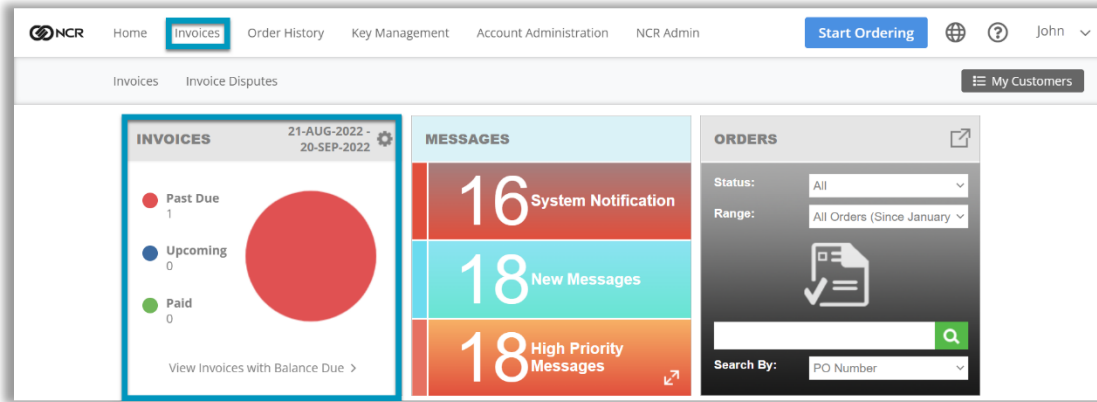 NCR
Home Invoices Order History Key Management Account Administration NCR Admin Start Ordering John
Invoices Invoice Disputes My Customers
INVOICES
21-AUG-2022 -
20-SEP-2022
Past Due
1
Upcoming
0
Paid
0
View Invoices with Balance Due >
MESSAGES
16 System Notification
18 New Messages
18 High Priority
Messages
ORDERS
Status: All
Range: All Orders (Since January
Search By: PO Number